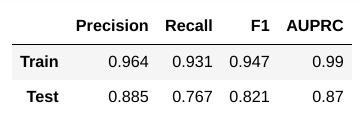 Precision Recall F1 AUPRC
Train 0.964 0.931 0.947 0.99
Test 0.885 0.767 0.821 0.87